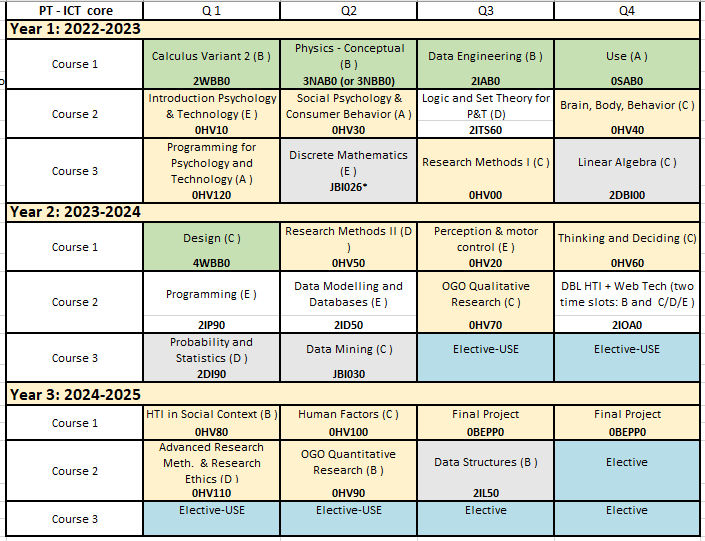 PT - ICT core
Q 1
Q2
Q3
Q4
Year 1: 2022-2023
Course 1
Calculus Variant 2 ( B )
2WBB0
Physics - Conceptual
( B )
3NAB0 (or 3NBB0)
Data Engineering ( B )
2IAB0
Use ( A )
0SAB0
Course 2
Introduction Psychology
& Technology ( E )
0HV10
Social Psychology &
Consumer Behavior ( A )
0HV30
Logic and Set Theory for
P&T (D)
2ITS60
Brain, Body, Behavior ( C )
0HV40
Course 3
Programming for
Psychology and
Technology ( A )
0HV120
Discrete Mathematics
( E )
JBI026*
Research Methods I ( C )
0HV00
Linear Algebra ( C )
2DBI00
Year 2: 2023-2024
Course 1
Design ( C )
4WBB0
Research Methods II ( D
)
0HV50
Perception & motor
control ( E )
0HV20
Thinking and Deciding (C)
0HV60
Course 2
Programming ( E )
2IP90
Data Modelling and
Databases ( E )
2ID50
OGO Qualitative
Research ( C )
0HV70
DBL HTI + Web Tech (two
time slots: B and C/D/E )
2IOA0
Course 3
Probability and
Statistics ( D )
2DI90
Data Mining ( C )
JBI030
Elective-USE
Elective-USE
Year 3: 2024-2025
Course 1
HTI in Social Context ( B )
0HV80
Human Factors ( C )
0HV100
Final Project
0BEPP0
Final Project
0BEPP0
Course 2
Advanced Research
Meth. & Research
Ethics ( D )
0HV110
OGO Quantitative
Research ( B )
0HV90
Data Structures ( B )
2IL50
Elective
Course 3
Elective-USE
Elective-USE
Elective
Elective